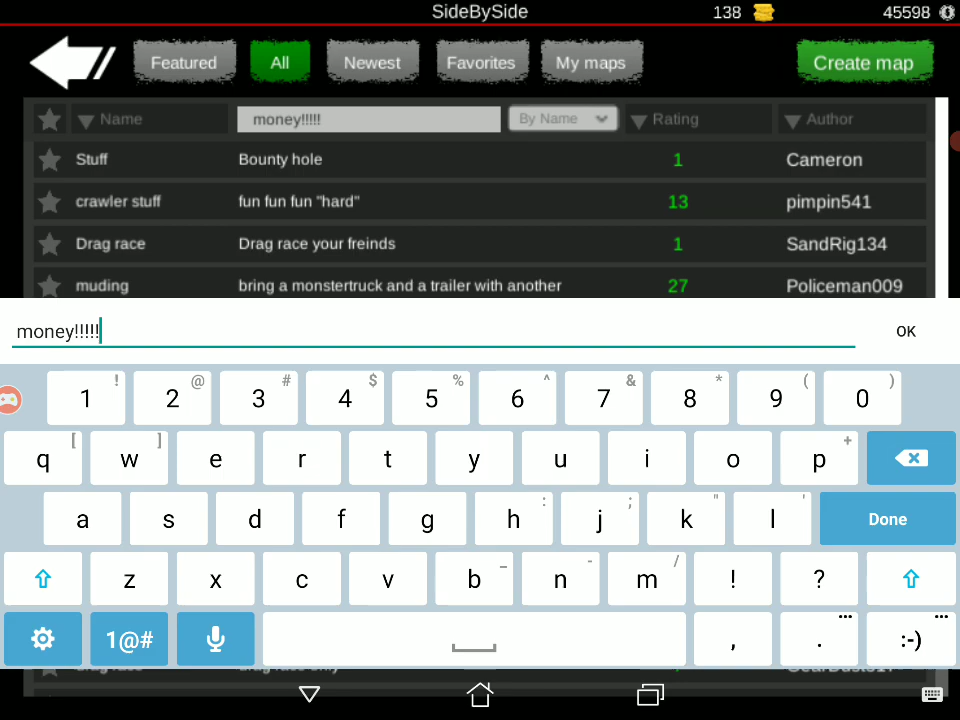 SideBySide
138
45598
Featured
All
Newest
Favorites
My maps
Create map
Name
money!!!!!
By Name
Rating
Author
Stuff Bounty hole 1 Cameron
crawler stuff fun fun fun "hard" 13 pimpin541
Drag race Drag race your freinds 1 SandRig134
muding bring a monstertruck and a trailer with another 27 Policeman009
money!!!!! OK
! @ # $ % ^ & * ( )
1 2 3 4 5 6 7 8 9 0
[ ] +
q w e r t y u i o p
: ; " '
a s d f g h j k l Done
_ - /
z x c v b n m ! ?
... ...
1@# , . :-)